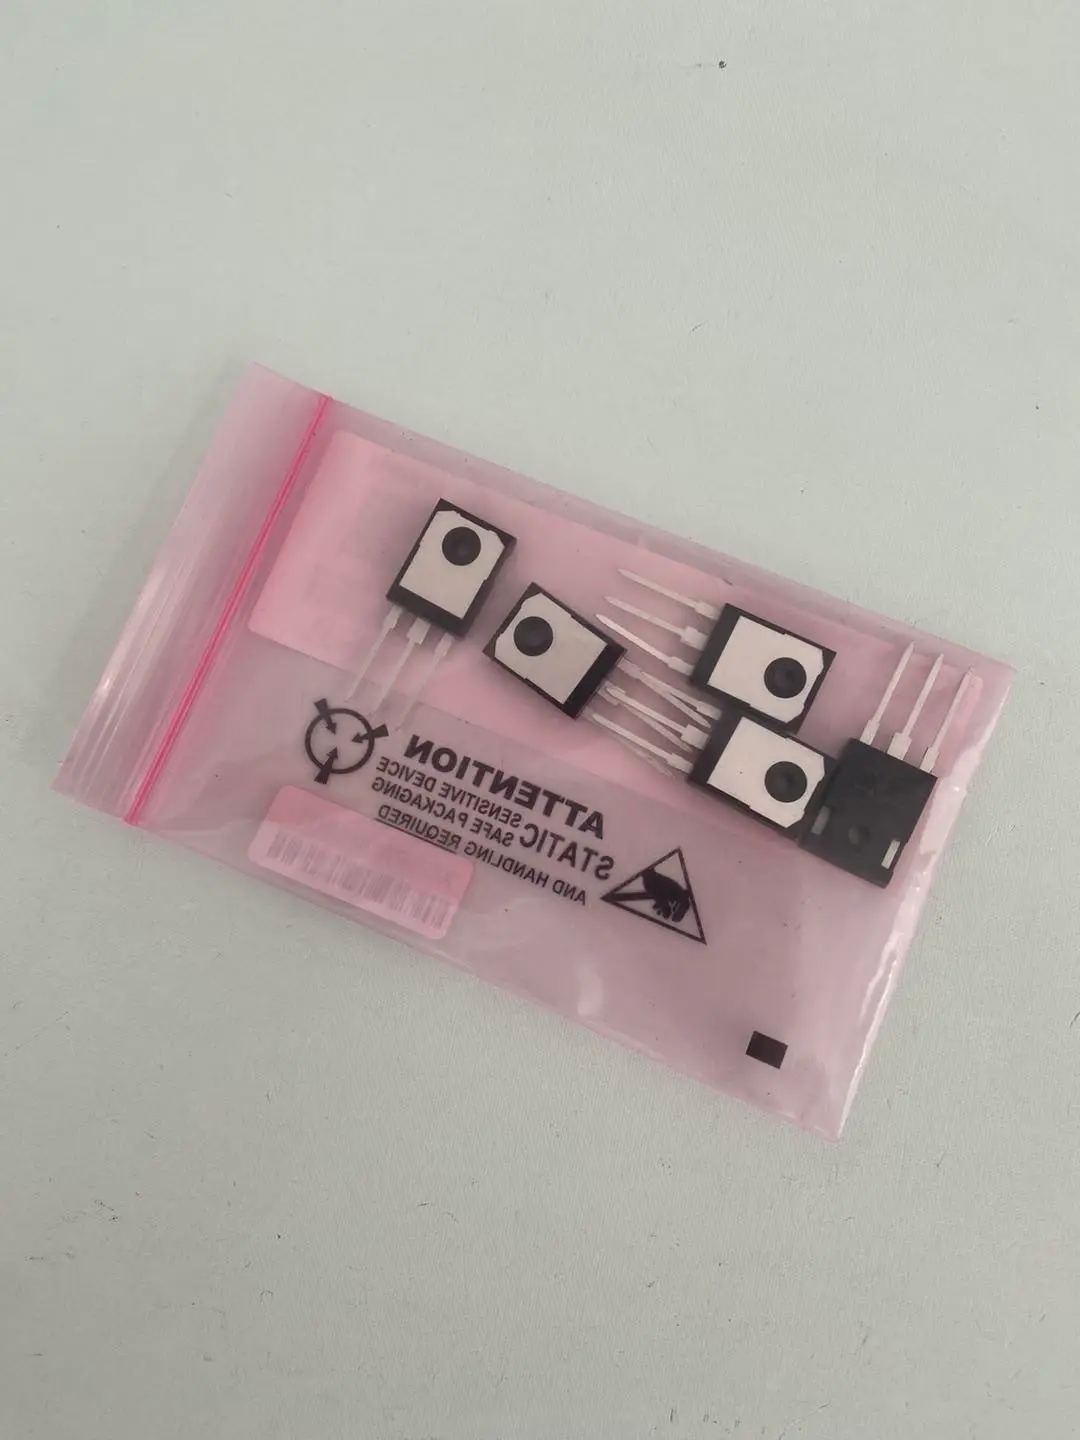 ATTENTION
STATIC SENSITIVE DEVICE
SAFE PACKAGING
AND HANDLING REQUIRED